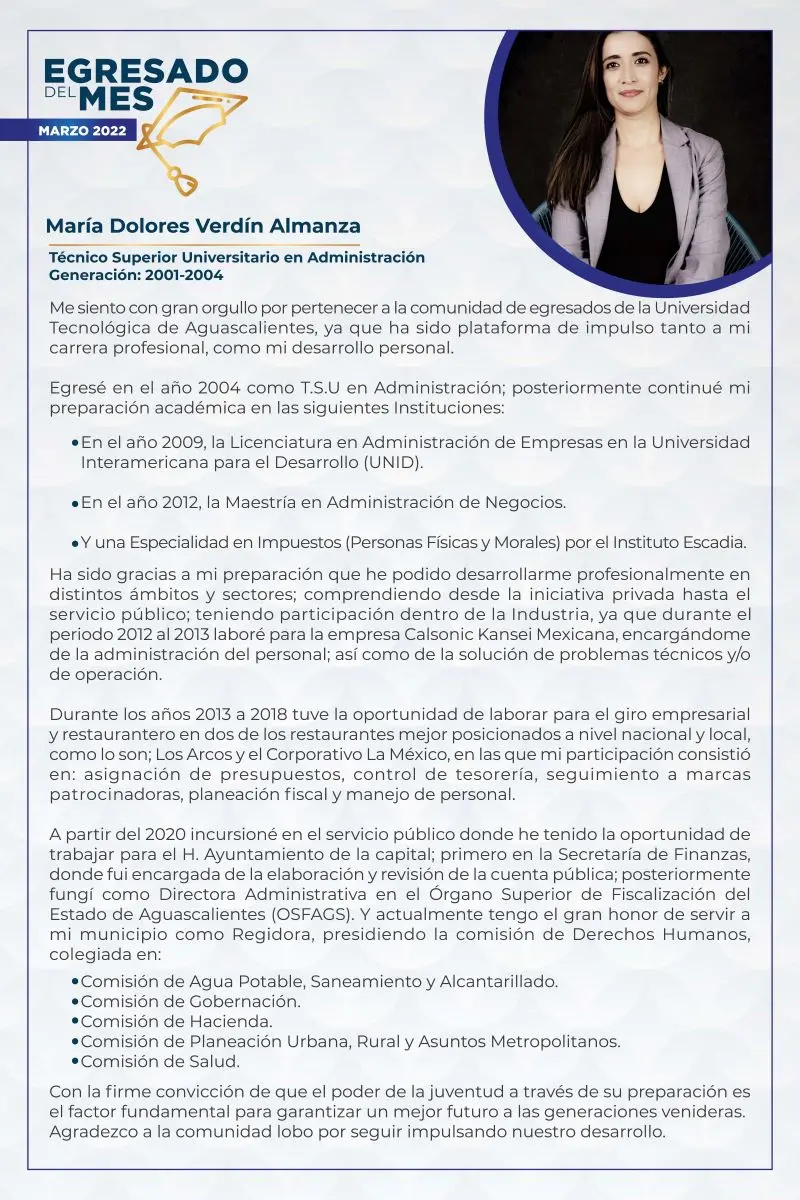 EGRESADO
DEL MES
MARZO 2022
María Dolores Verdín Almanza
Técnico Superior Universitario en Administración
Generación: 2001-2004
Me siento con gran orgullo por pertenecer a la comunidad de egresados de la Universidad
Tecnológica de Aguascalientes, ya que ha sido plataforma de impulso tanto a mi
carrera profesional, como mi desarrollo personal.
Egresé en el año 2004 como T.S.U en Administración; posteriormente continué mi
preparación académica en las siguientes Instituciones:
•En el año 2009, la Licenciatura en Administración de Empresas en la Universidad
Interamericana para el Desarrollo (UNID).
•En el año 2012, la Maestría en Administración de Negocios.
•Y una Especialidad en Impuestos (Personas Físicas y Morales) por el Instituto Escadia.
Ha sido gracias a mi preparación que he podido desarrollarme profesionalmente en
distintos ámbitos y sectores; comprendiendo desde la iniciativa privada hasta el
servicio público; teniendo participación dentro de la Industria, ya que durante el
periodo 2012 al 2013 laboré para la empresa Calsonic Kansei Mexicana, encargándome
de la administración del personal; así como de la solución de problemas técnicos y/o
de operación.
Durante los años 2013 a 2018 tuve la oportunidad de laborar para el giro empresarial
y restaurantero en dos de los restaurantes mejor posicionados a nivel nacional y local,
como lo son; Los Arcos y el Corporativo La México, en las que mi participación consistió
en: asignación de presupuestos, control de tesorería, seguimiento a marcas
patrocinadoras, planeación fiscal y manejo de personal.
A partir del 2020 incursioné en el servicio público donde he tenido la oportunidad de
trabajar para el H. Ayuntamiento de la capital; primero en la Secretaría de Finanzas,
donde fui encargada de la elaboración y revisión de la cuenta pública; posteriormente
fungí como Directora Administrativa en el Órgano Superior de Fiscalización del
Estado de Aguascalientes (OSFAGS). Y actualmente tengo el gran honor de servir a
mi municipio como Regidora, presidiendo la comisión de Derechos Humanos,
colegiada en:
•Comisión de Agua Potable, Saneamiento y Alcantarillado.
•Comisión de Gobernación.
•Comisión de Hacienda.
•Comisión de Planeación Urbana, Rural y Asuntos Metropolitanos.
•Comisión de Salud.
Con la firme convicción de que el poder de la juventud a través de su preparación es
el factor fundamental para garantizar un mejor futuro a las generaciones venideras.
Agradezco a la comunidad lobo por seguir impulsando nuestro desarrollo.